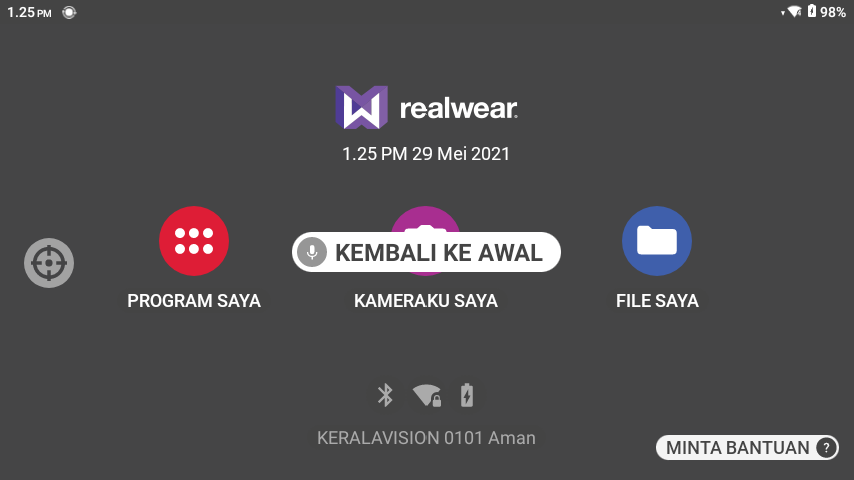 1.25 PM
98%
realwear
1.25 PM 29 Mei 2021
KEMBALI KE AWAL
PROGRAM SAYA
KAMERAKU SAYA
FILE SAYA
KERALAVISION 0101 Aman
MINTA BANTUAN ?